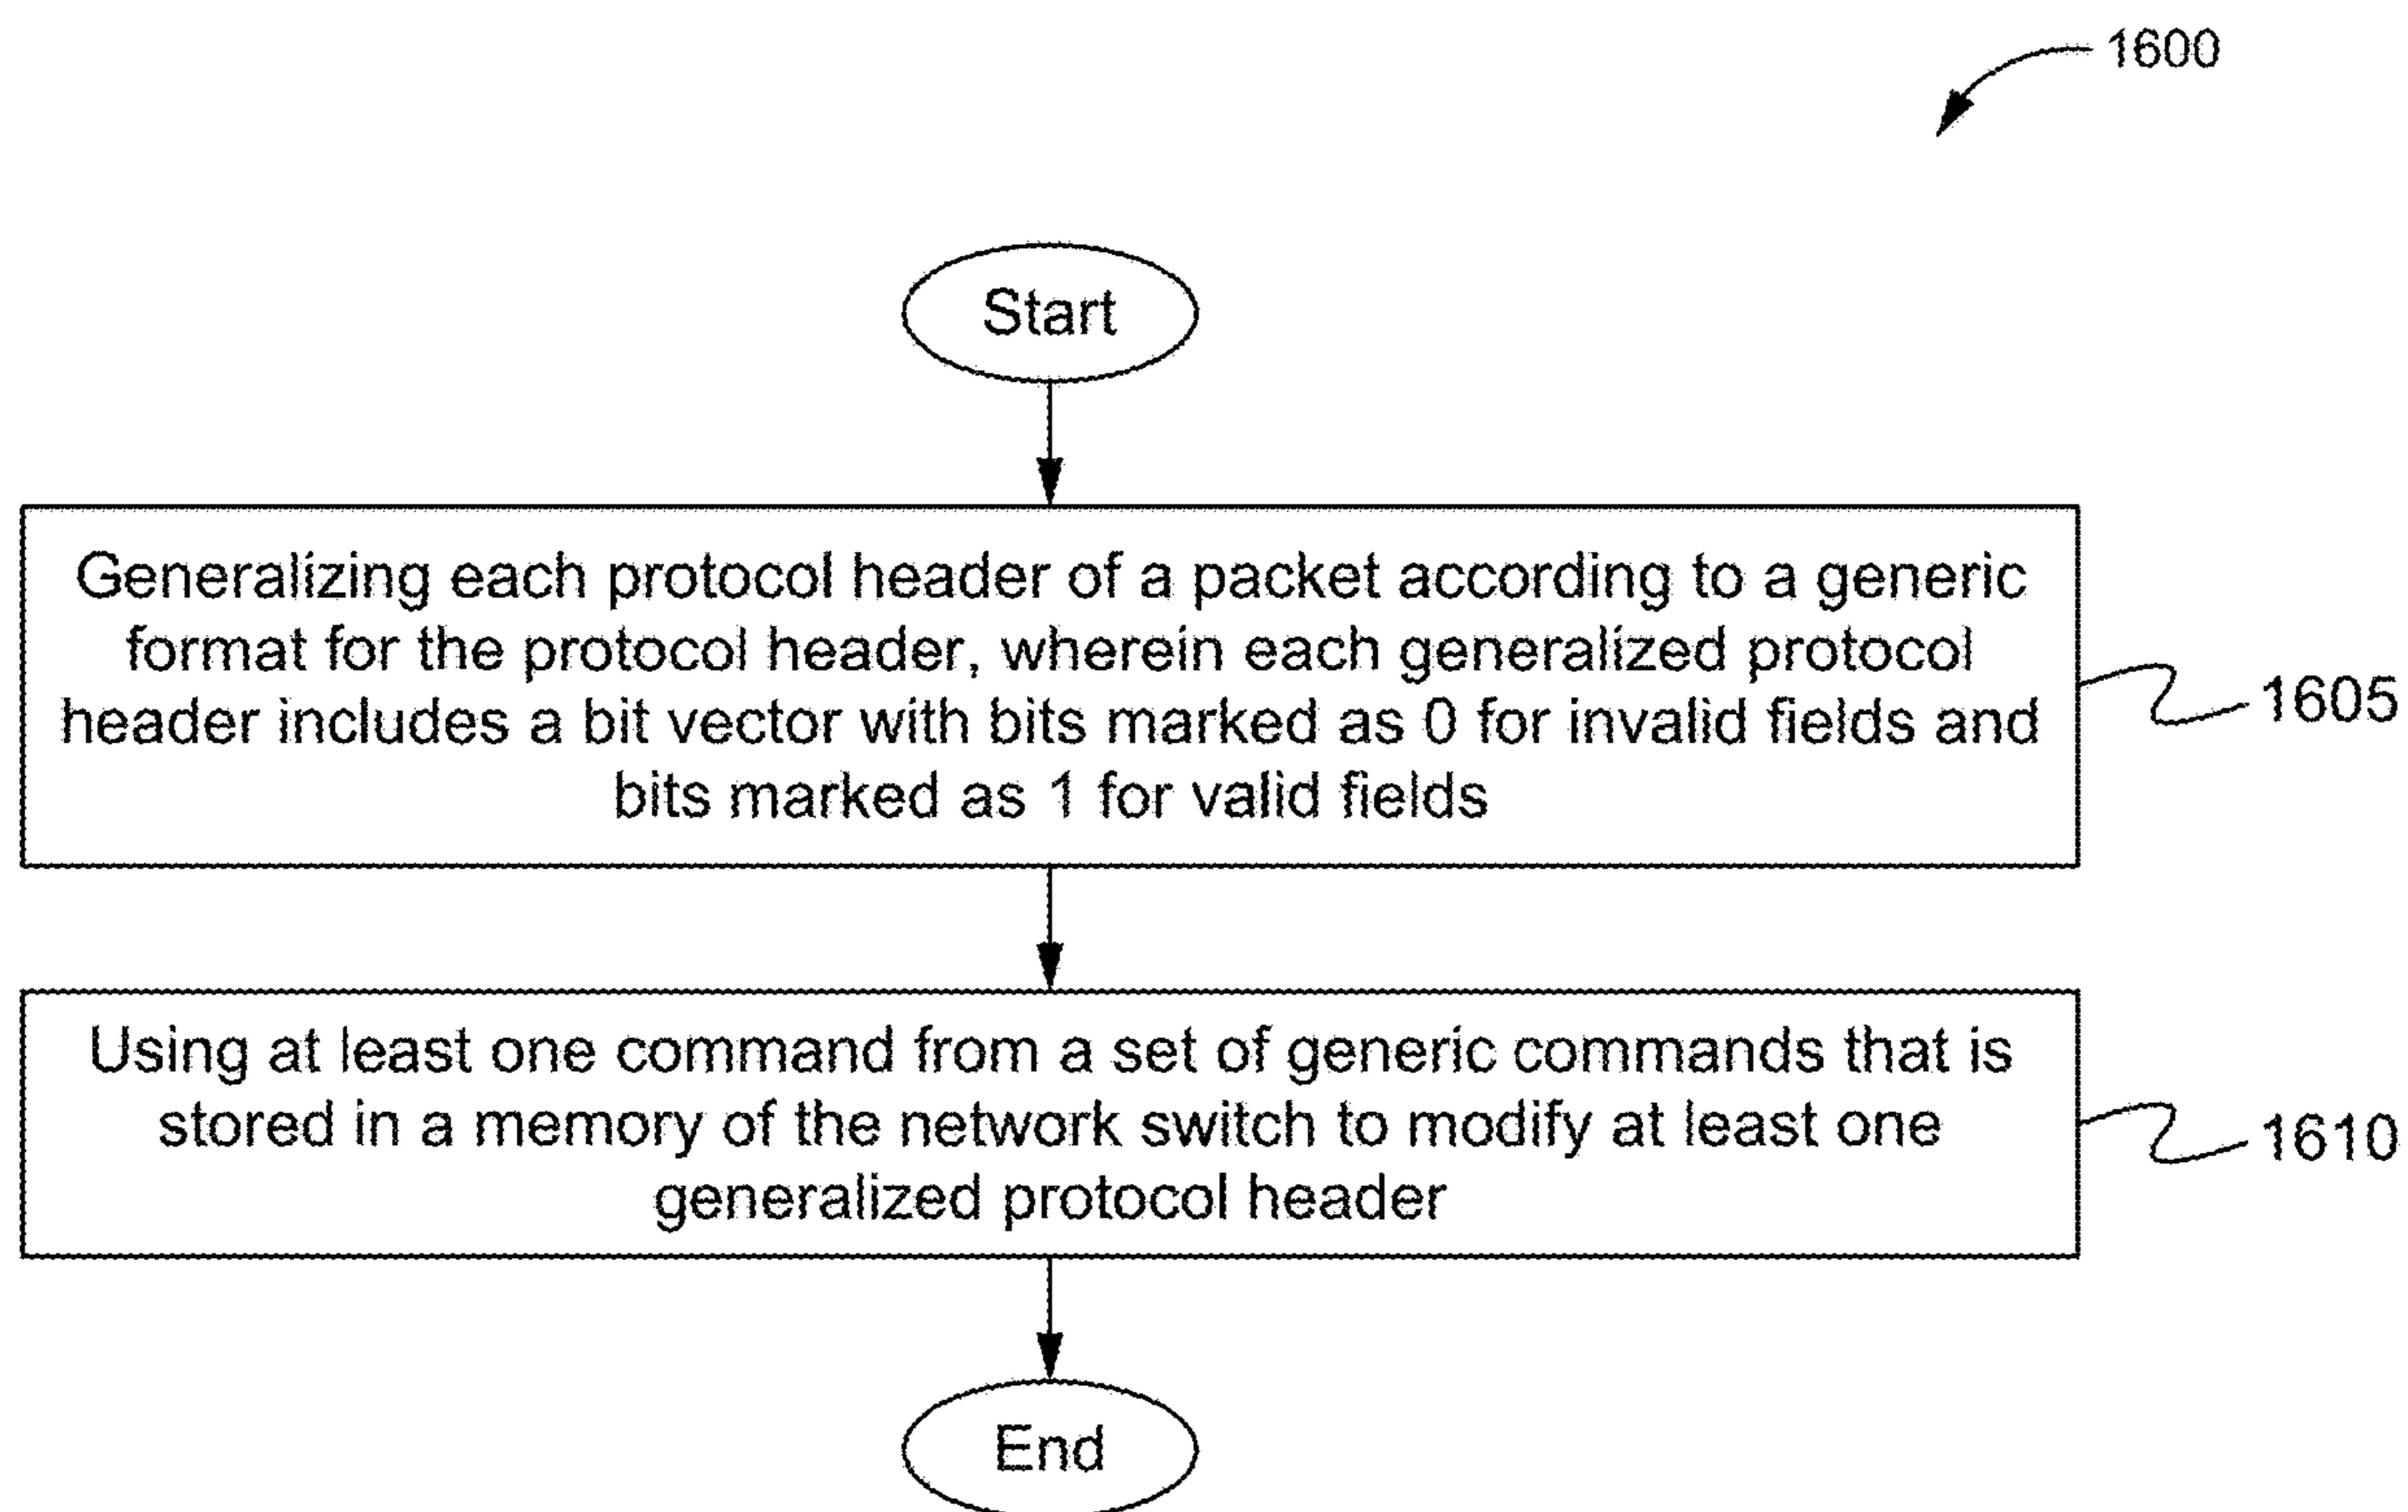 1600
Start
Generalizing each protocol header of a packet according to a generic
format for the protocol header, wherein each generalized protocol
header includes a bit vector with bits marked as 0 for invalid fields and
bits marked as 1 for valid fields
1605
Using at least one command from a set of generic commands that is
stored in a memory of the network switch to modify at least one
generalized protocol header
1610
End